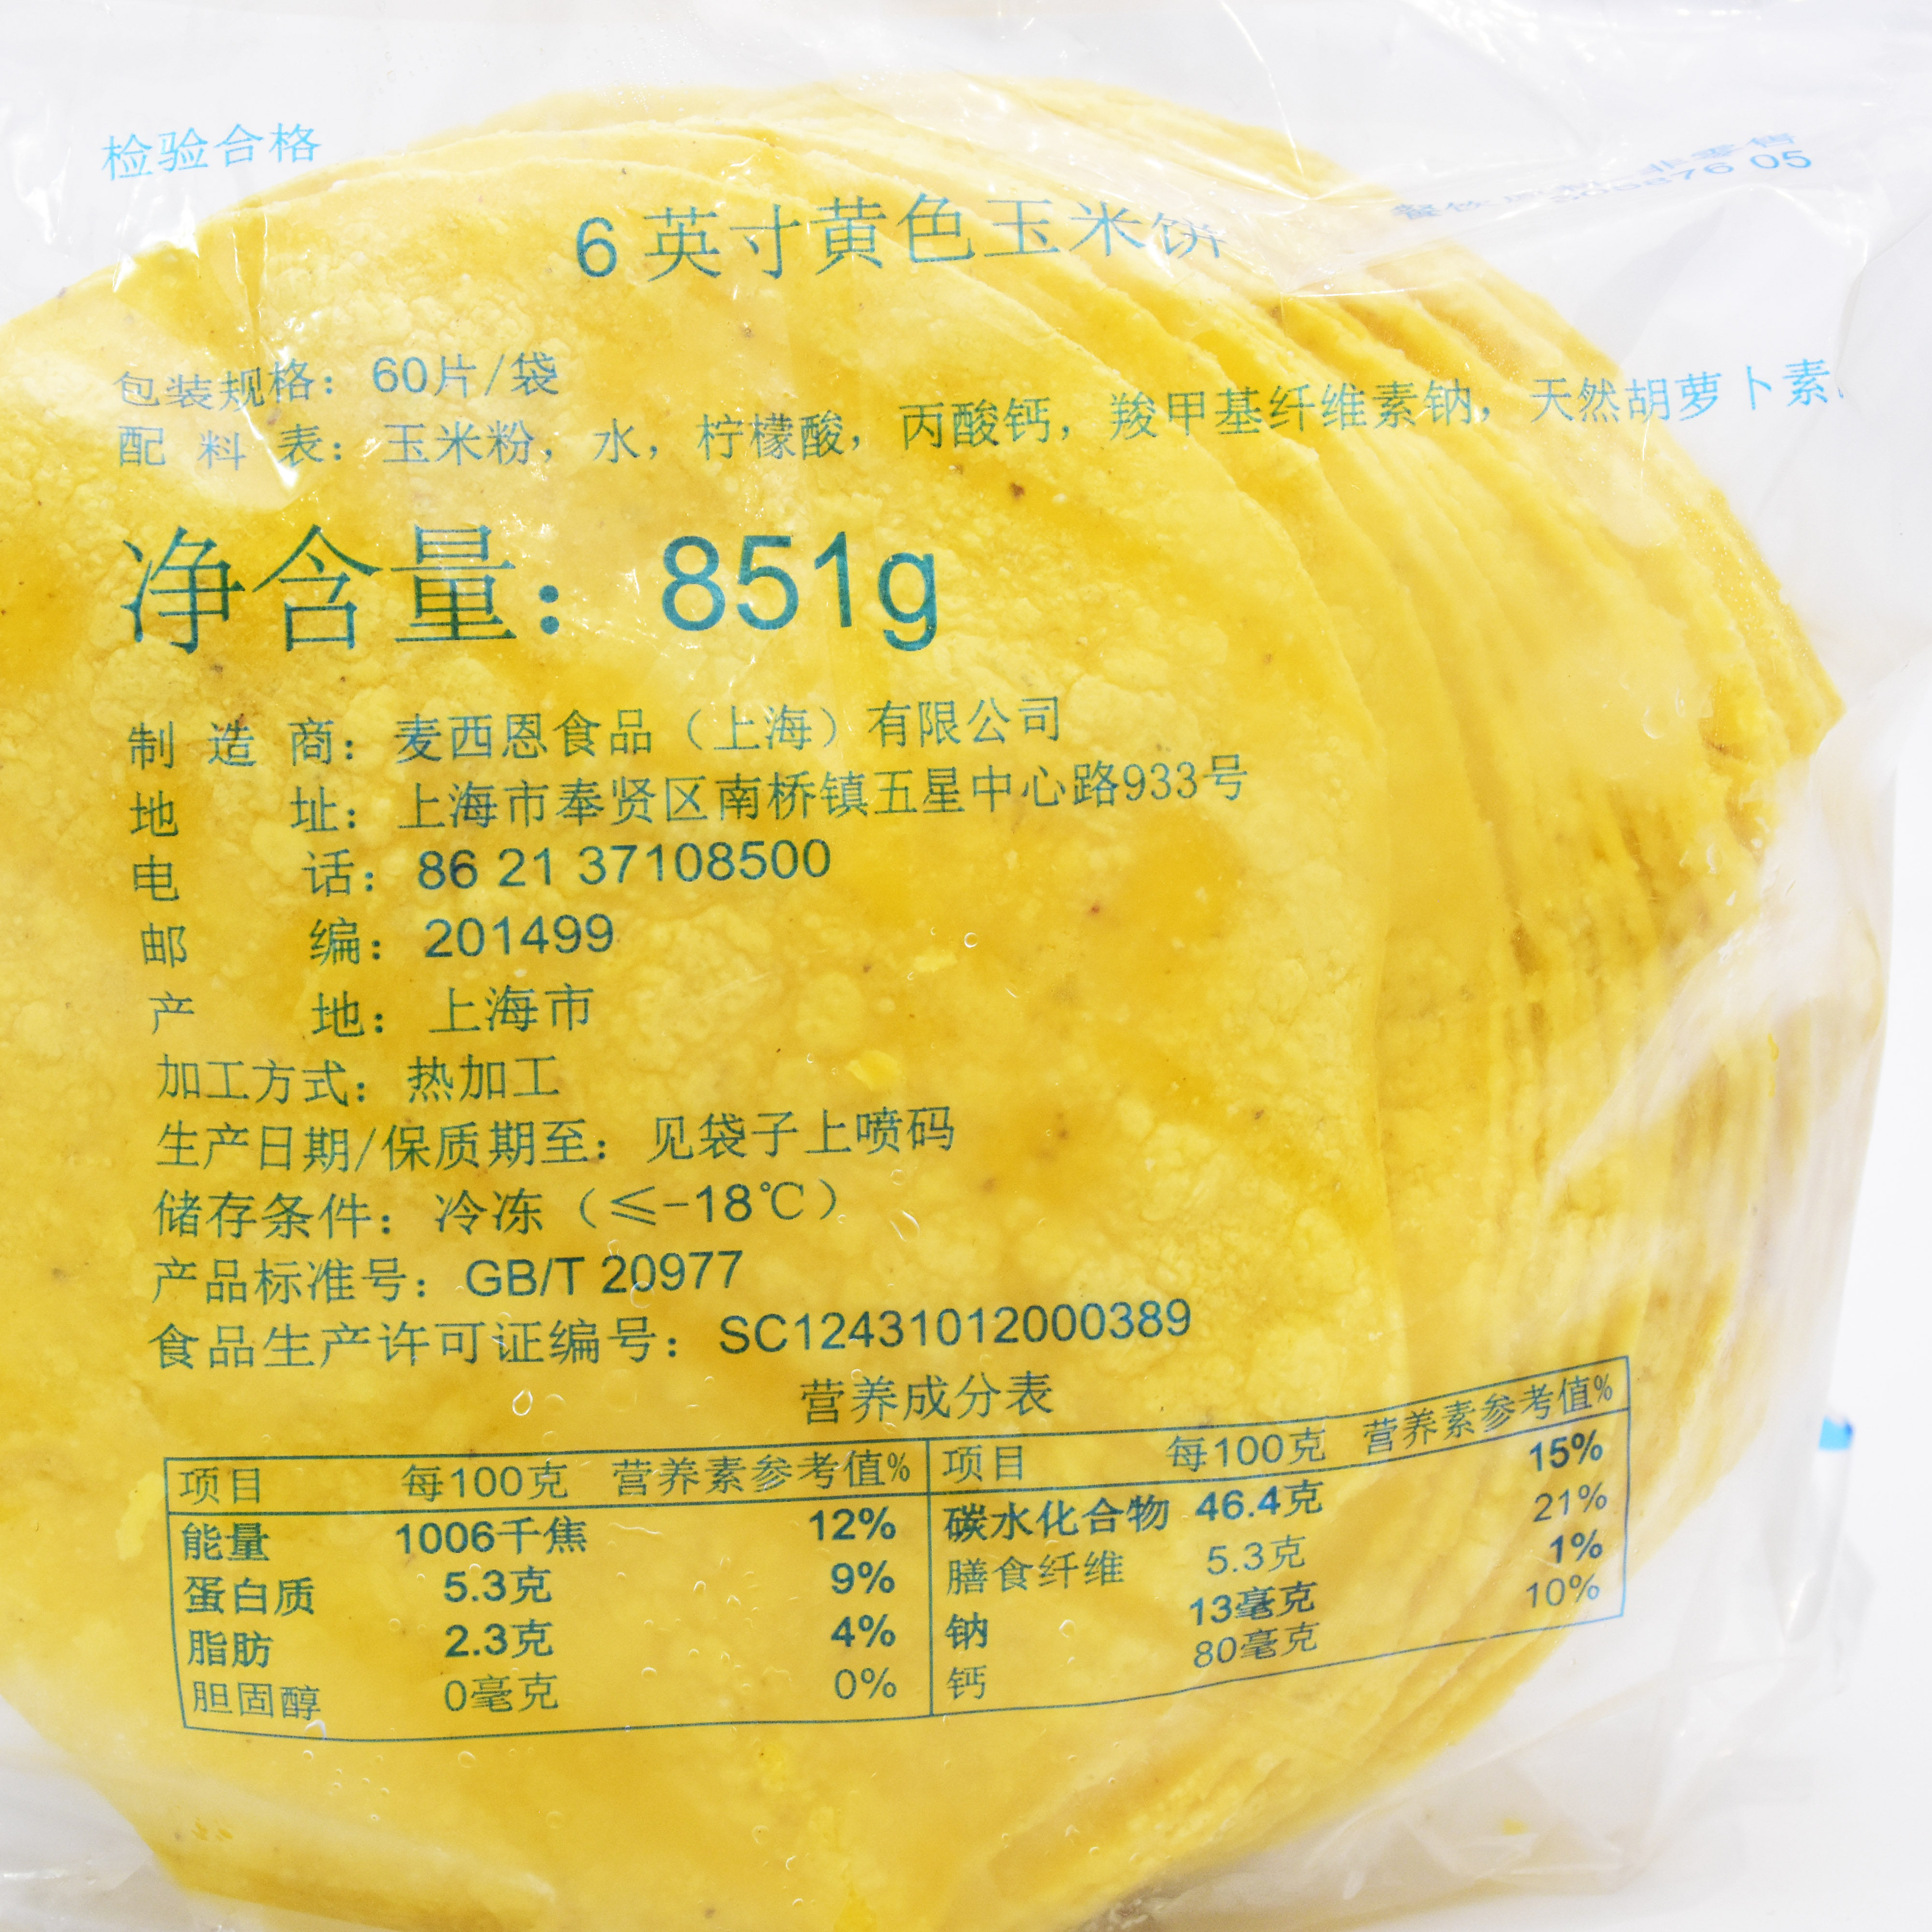 检验合格
非零售
05
6英寸黄色玉米饼
包装规格：60片/袋
配料表：玉米粉，水，柠檬酸，丙酸钙，羧甲基纤维素钠，天然胡萝卜素
净含量：851g
制造商：麦西恩食品（上海）有限公司
地址：上海市奉贤区南桥镇五星中心路933号
电话：86 21 37108500
邮编：201499
产地：上海市
加工方式：热加工
生产日期/保质期至：见袋子上喷码
储存条件：冷冻（≤-18℃）
产品标准号：GB/T 20977
食品生产许可证编号：SC12431012000389
营养成分表
项目 每100克 营养素参考值% 项目 每100克 营养素参考值%
能量 1006千焦 12% 碳水化合物 46.4克 15%
蛋白质 5.3克 9% 膳食纤维 5.3克 21%
脂肪 2.3克 4% 钠 13毫克 1%
胆固醇 0毫克 0% 钙 80毫克 10%